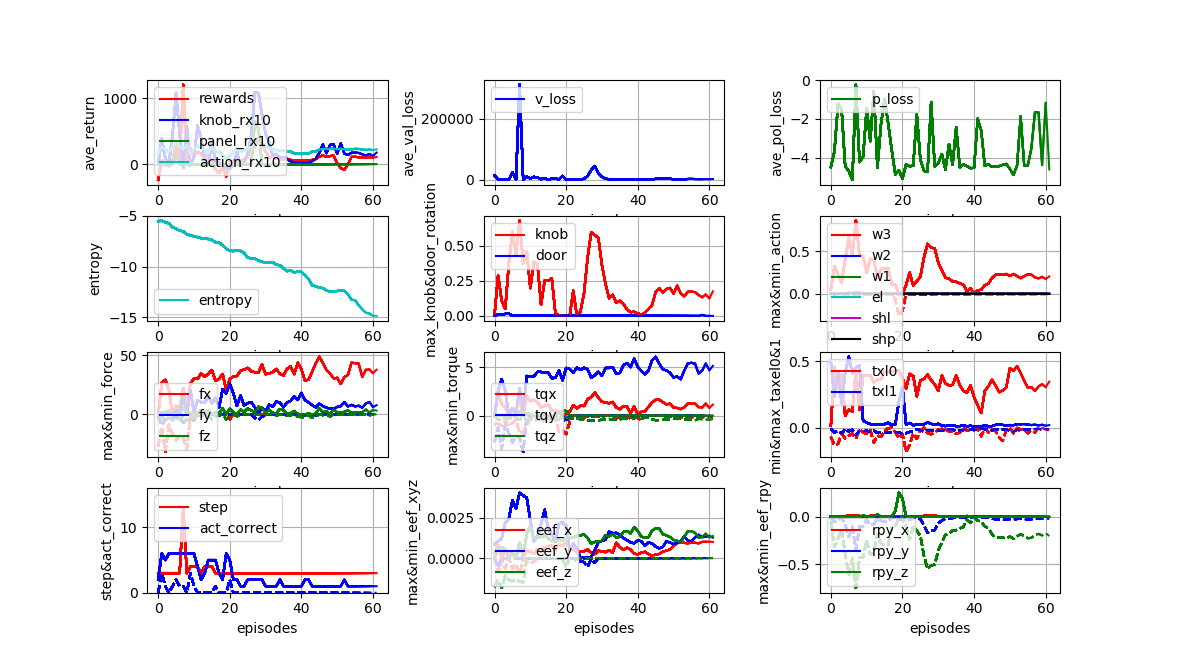 ave_return
1000
0
rewards
knob_rx10
panel_rx10
action_rx10
0 20 40 60
ave_val_loss
200000
0
v_loss
0 20 40 60
ave_pol_loss
0
−2
−4
p_loss
0 20 40 60
entropy
−5
−10
−15
entropy
0 20 40 60
max_knob&door_rotation
0.50
0.25
0.00
knob
door
0 20 40 60
max&min_action
0.5
0.0
w3
w2
w1
el
shl
shp
0 20 40 60
max&min_force
50
0
fx
fy
fz
0 20 40 60
max&min_torque
5
0
tqx
tqy
tqz
0 20 40 60
min&max_taxel0&1
0.5
0.0
txl0
txl1
0 20 40 60
step&act_correct
10
0
step
act_correct
0 20 40 60
episodes
max&min_eef_xyz
0.0025
0.0000
eef_x
eef_y
eef_z
0 20 40 60
episodes
max&min_eef_rpy
0.0
−0.5
rpy_x
rpy_y
rpy_z
0 20 40 60
episodes